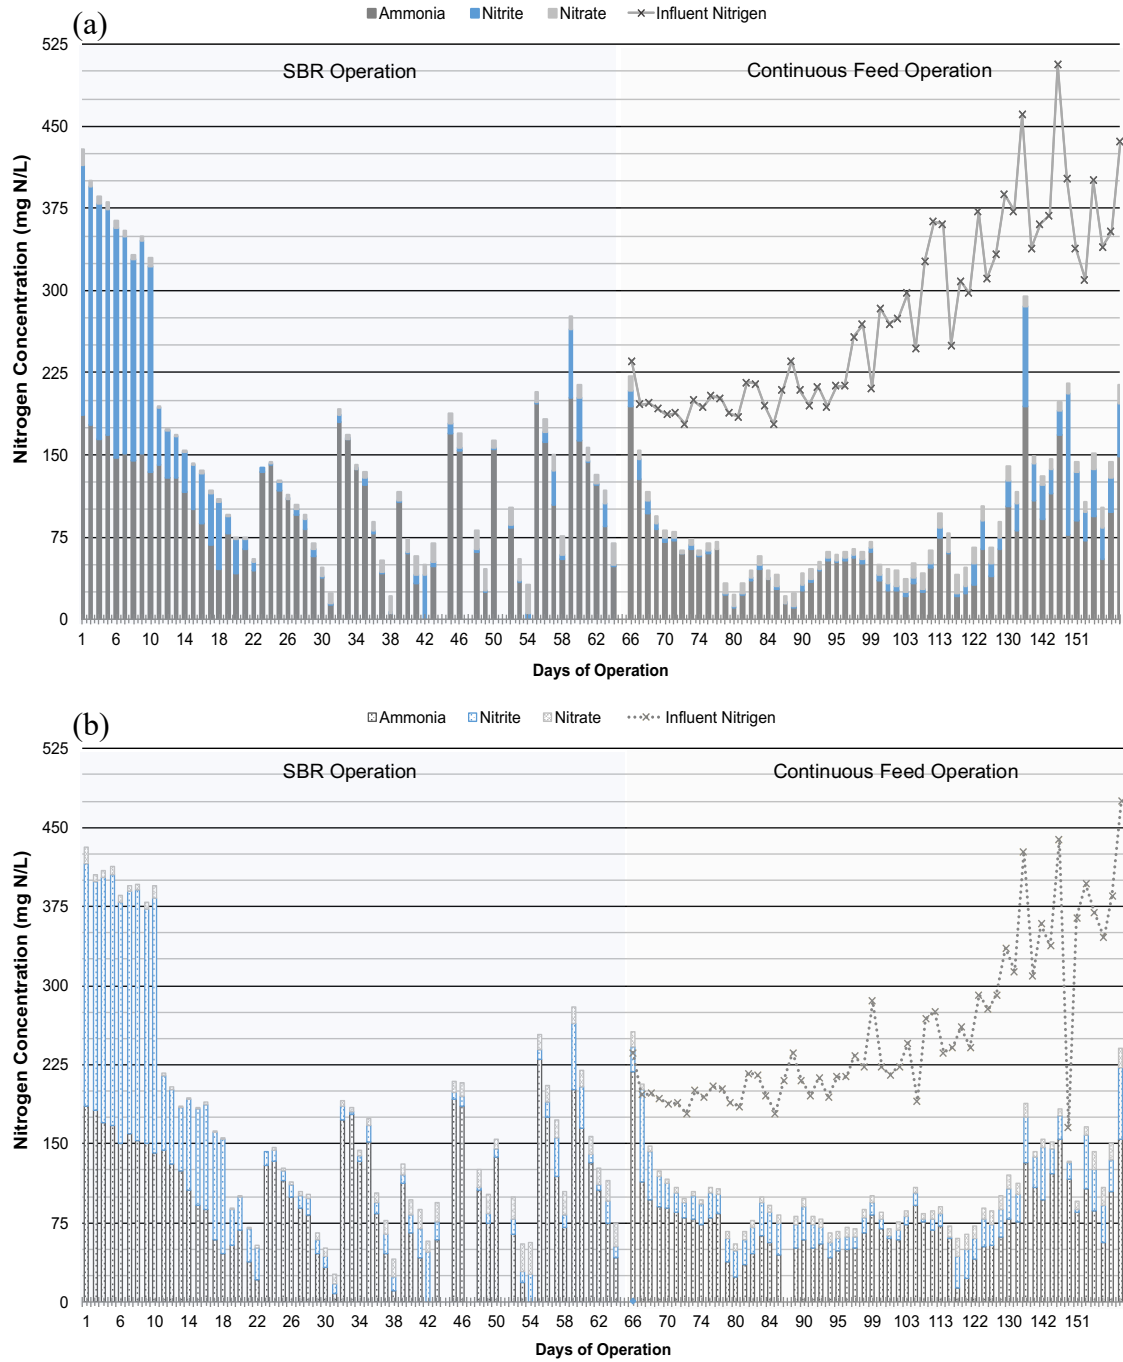 (a)
Ammonia Nitrite Nitrate Influent Nitrigen
SBR Operation Continuous Feed Operation
Nitrogen Concentration (mg N/L)
525
450
375
300
225
150
75
0
1 6 10 14 18 22 26 30 34 38 42 45 50 54 58 62 66 70 74 80 84 90 95 99 103 113 122 130 142 151
Days of Operation
(b)
Ammonia Nitrite Nitrate Influent Nitrigen
SBR Operation Continuous Feed Operation
Nitrogen Concentration (mg N/L)
525
450
375
300
225
150
75
0
1 6 10 14 18 22 26 30 34 38 42 46 50 54 58 62 66 70 74 80 86 90 95 99 103 113 122 130 142 151
Days of Operation